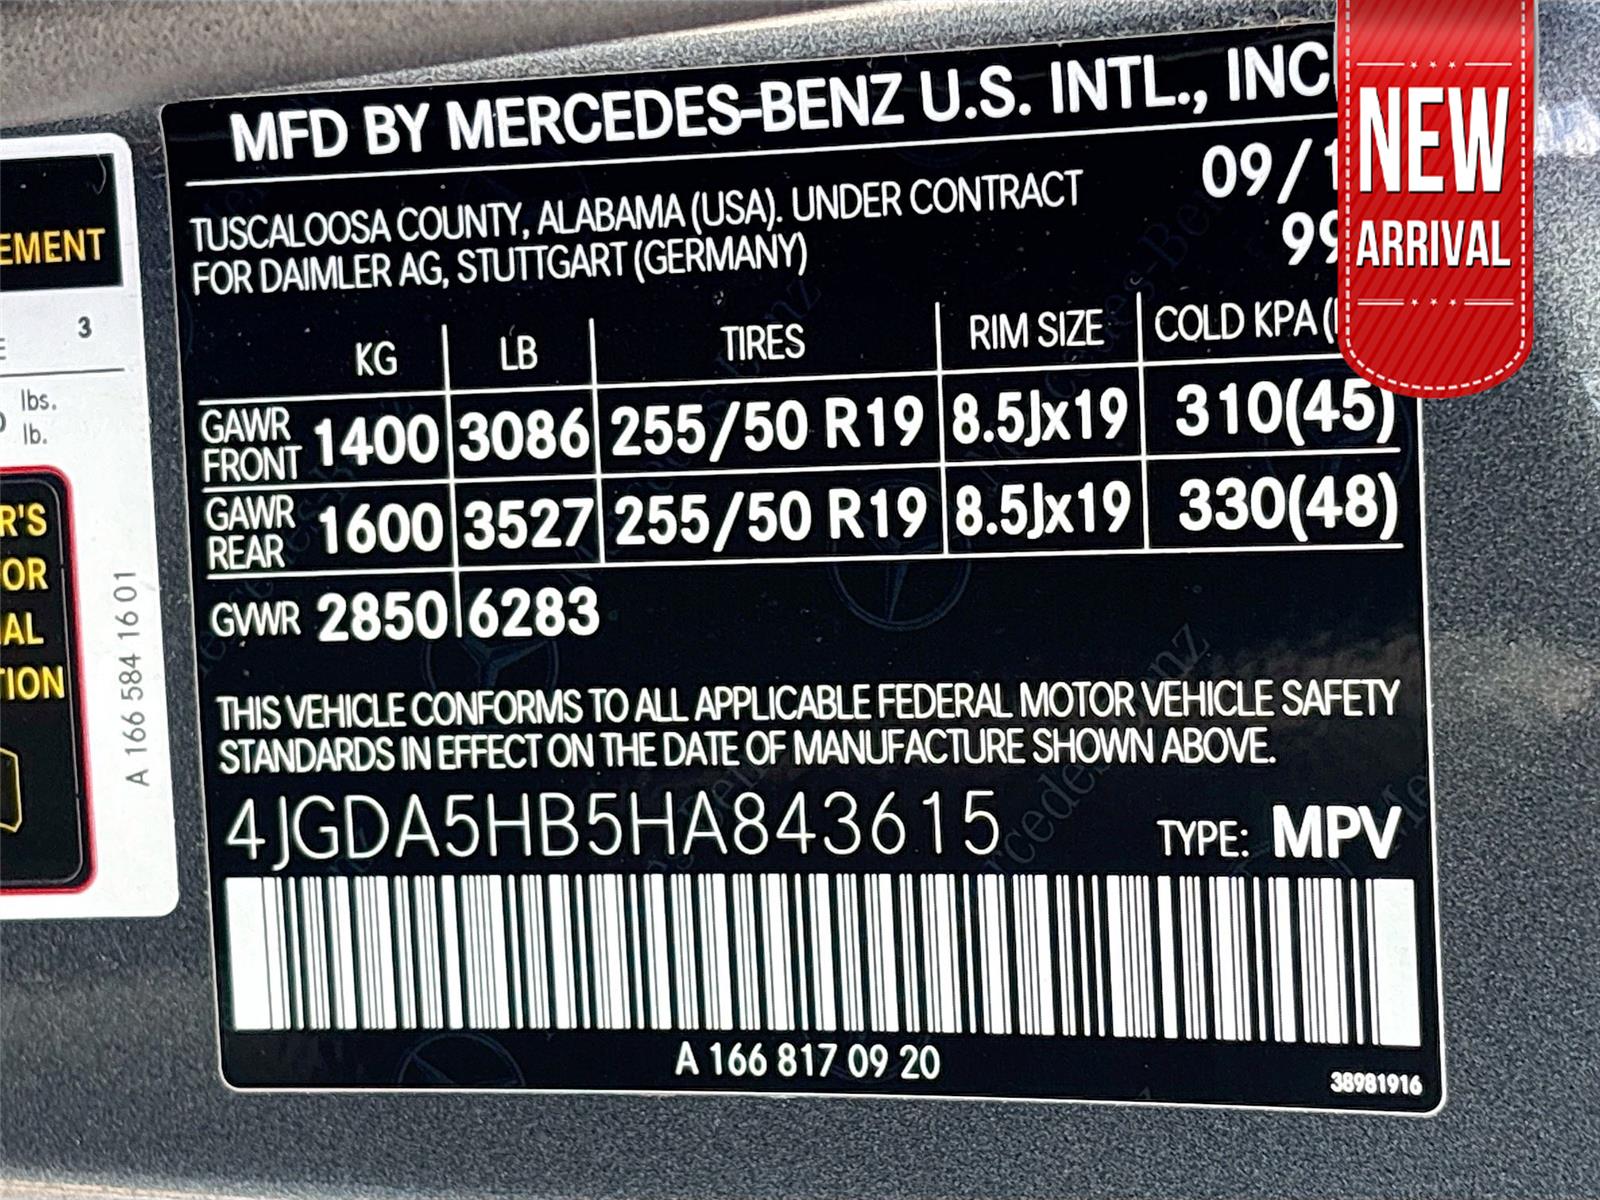 MFD BY MERCEDES-BENZ U.S. INTL., INC
TUSCALOOSA COUNTY, ALABAMA (USA). UNDER CONTRACT
FOR DAIMLER AG, STUTTGART (GERMANY)
09/1
99
KG LB TIRES RIM SIZE COLD KPA (
GAWR FRONT 1400 3086 255/50 R19 8.5Jx19 310(45)
GAWR REAR 1600 3527 255/50 R19 8.5Jx19 330(48)
GVWR 2850 6283
THIS VEHICLE CONFORMS TO ALL APPLICABLE FEDERAL MOTOR VEHICLE SAFETY
STANDARDS IN EFFECT ON THE DATE OF MANUFACTURE SHOWN ABOVE.
4JGDA5HB5HA843615 TYPE: MPV
A 166 817 09 20
38981916
NEW
ARRIVAL
EMENT
3
lbs.
lb.
R'S
OR
AL
TION
A 166 584 16 01